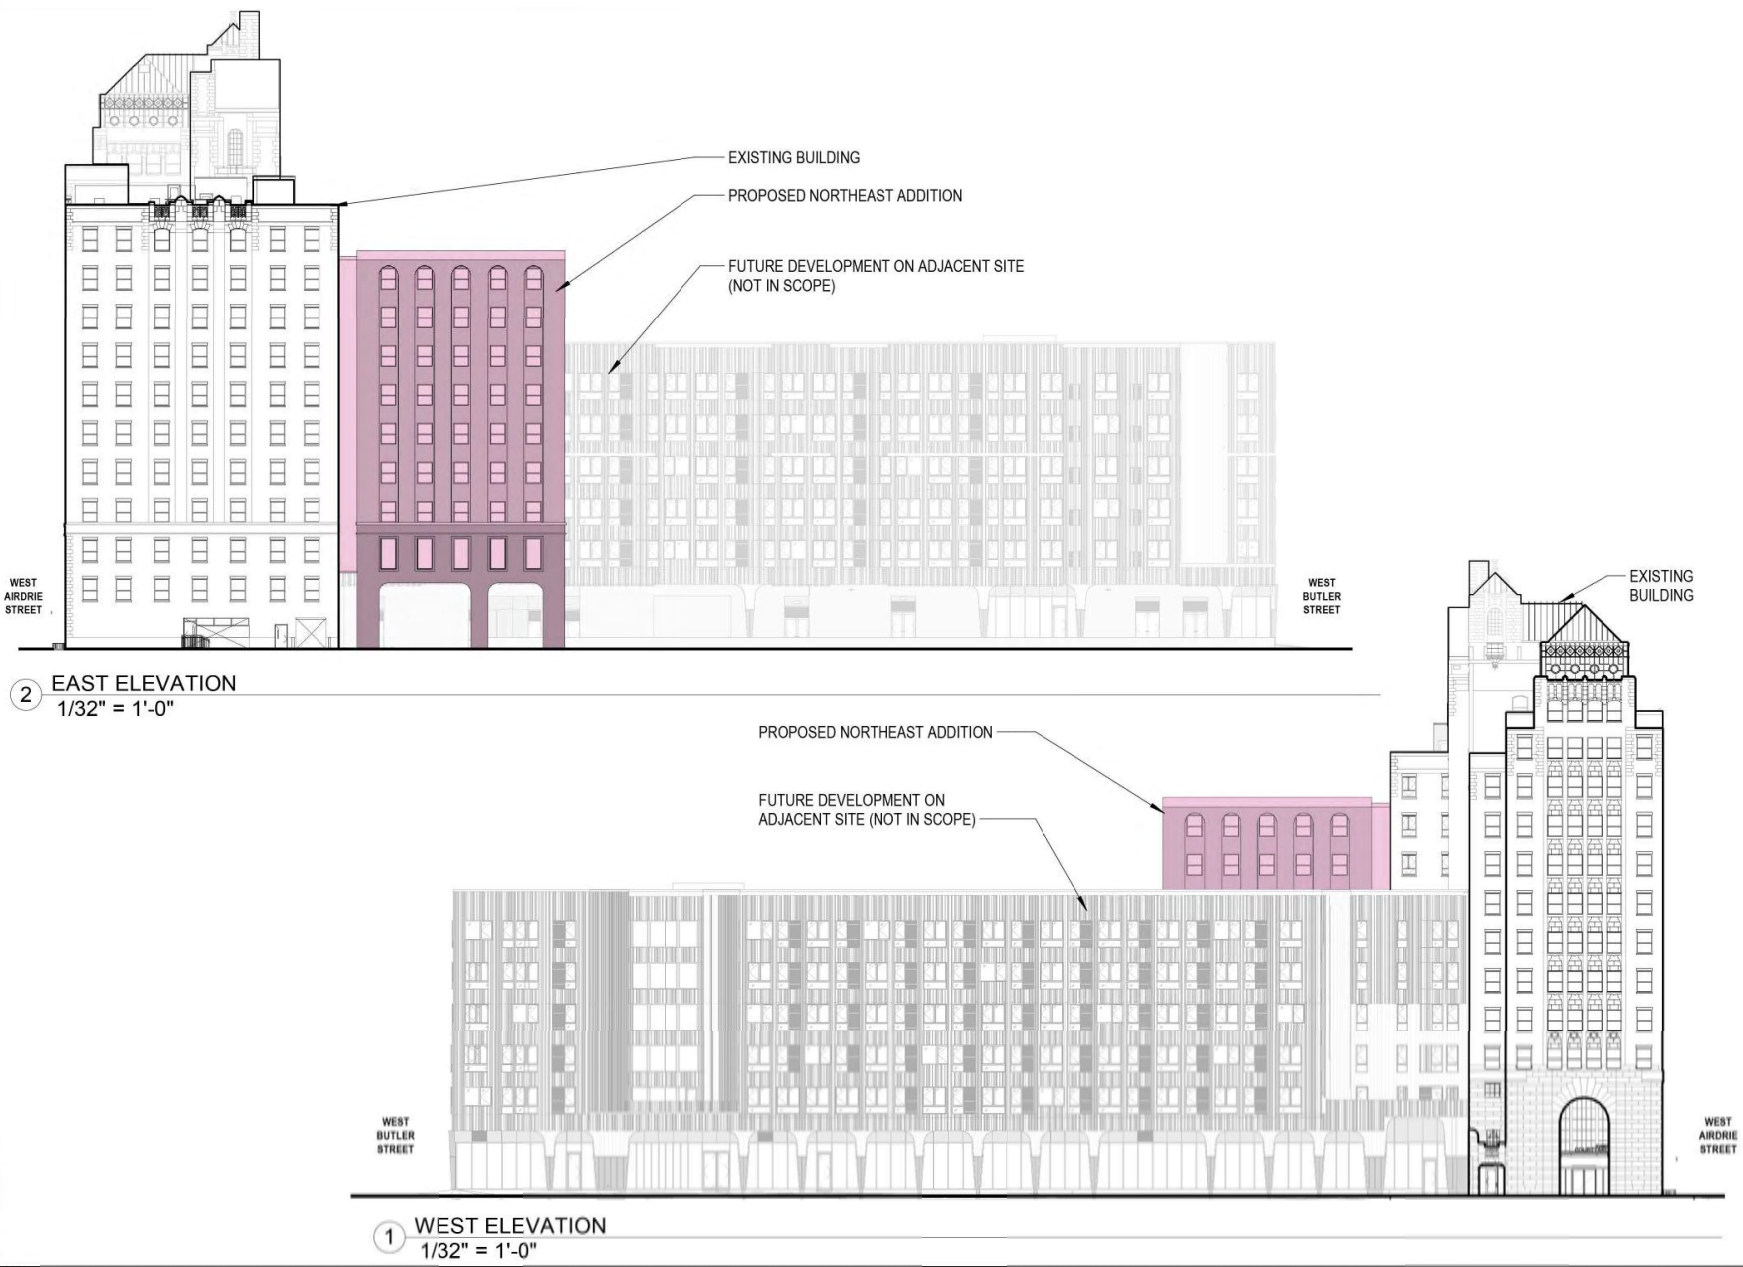 EXISTING BUILDING
PROPOSED NORTHEAST ADDITION
FUTURE DEVELOPMENT ON ADJACENT SITE
(NOT IN SCOPE)
WEST
AIRDRIE
STREET
WEST
BUTLER
STREET
2
EAST ELEVATION
1/32" = 1'-0"
EXISTING
BUILDING
PROPOSED NORTHEAST ADDITION
FUTURE DEVELOPMENT ON
ADJACENT SITE (NOT IN SCOPE)
WEST
BUTLER
STREET
WEST
AIRDRIE
STREET
1
WEST ELEVATION
1/32" = 1'-0"